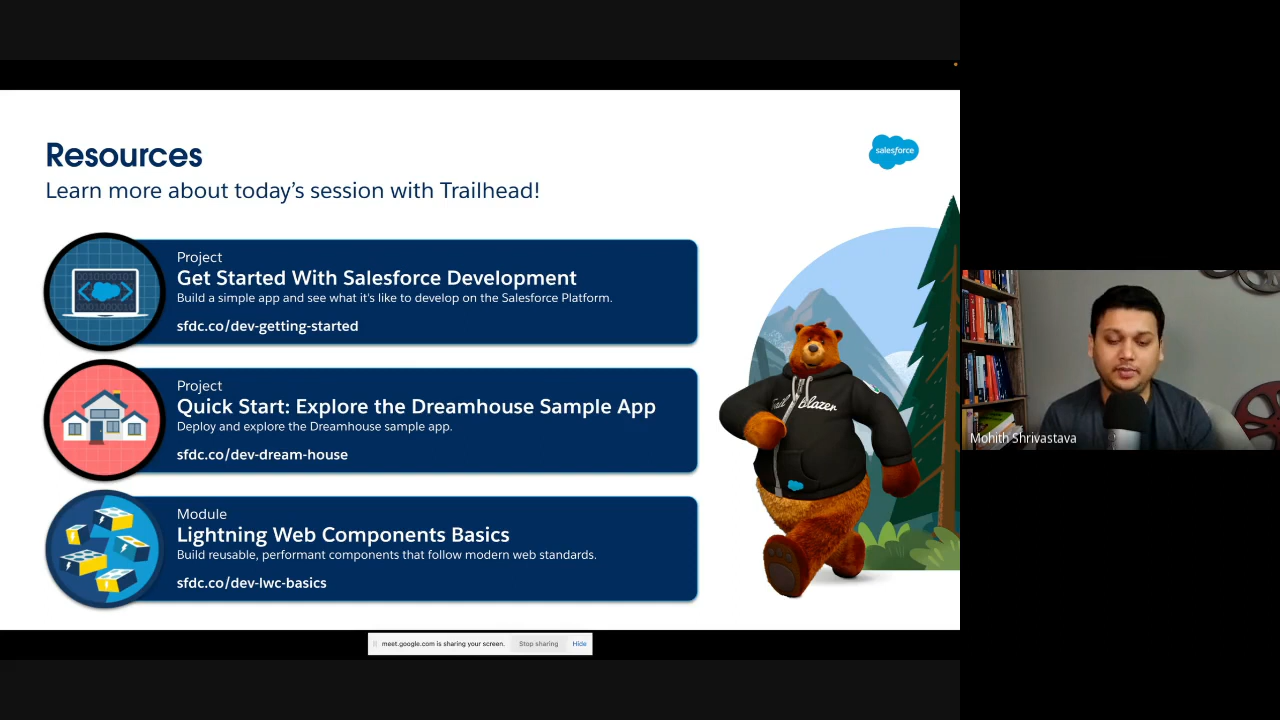 Resources
Learn more about today's session with Trailhead!
salesforce
Project
Get Started With Salesforce Development
Build a simple app and see what it's like to develop on the Salesforce Platform.
sfdc.co/dev-getting-started
Project
Quick Start: Explore the Dreamhouse Sample App
Deploy and explore the Dreamhouse sample app.
sfdc.co/dev-dream-house
Module
Lightning Web Components Basics
Build reusable, performant components that follow modern web standards.
sfdc.co/dev-lwc-basics
Trail Blazer
Mohith Shrivastava
meet.google.com is sharing your screen.
Stop sharing
Hide